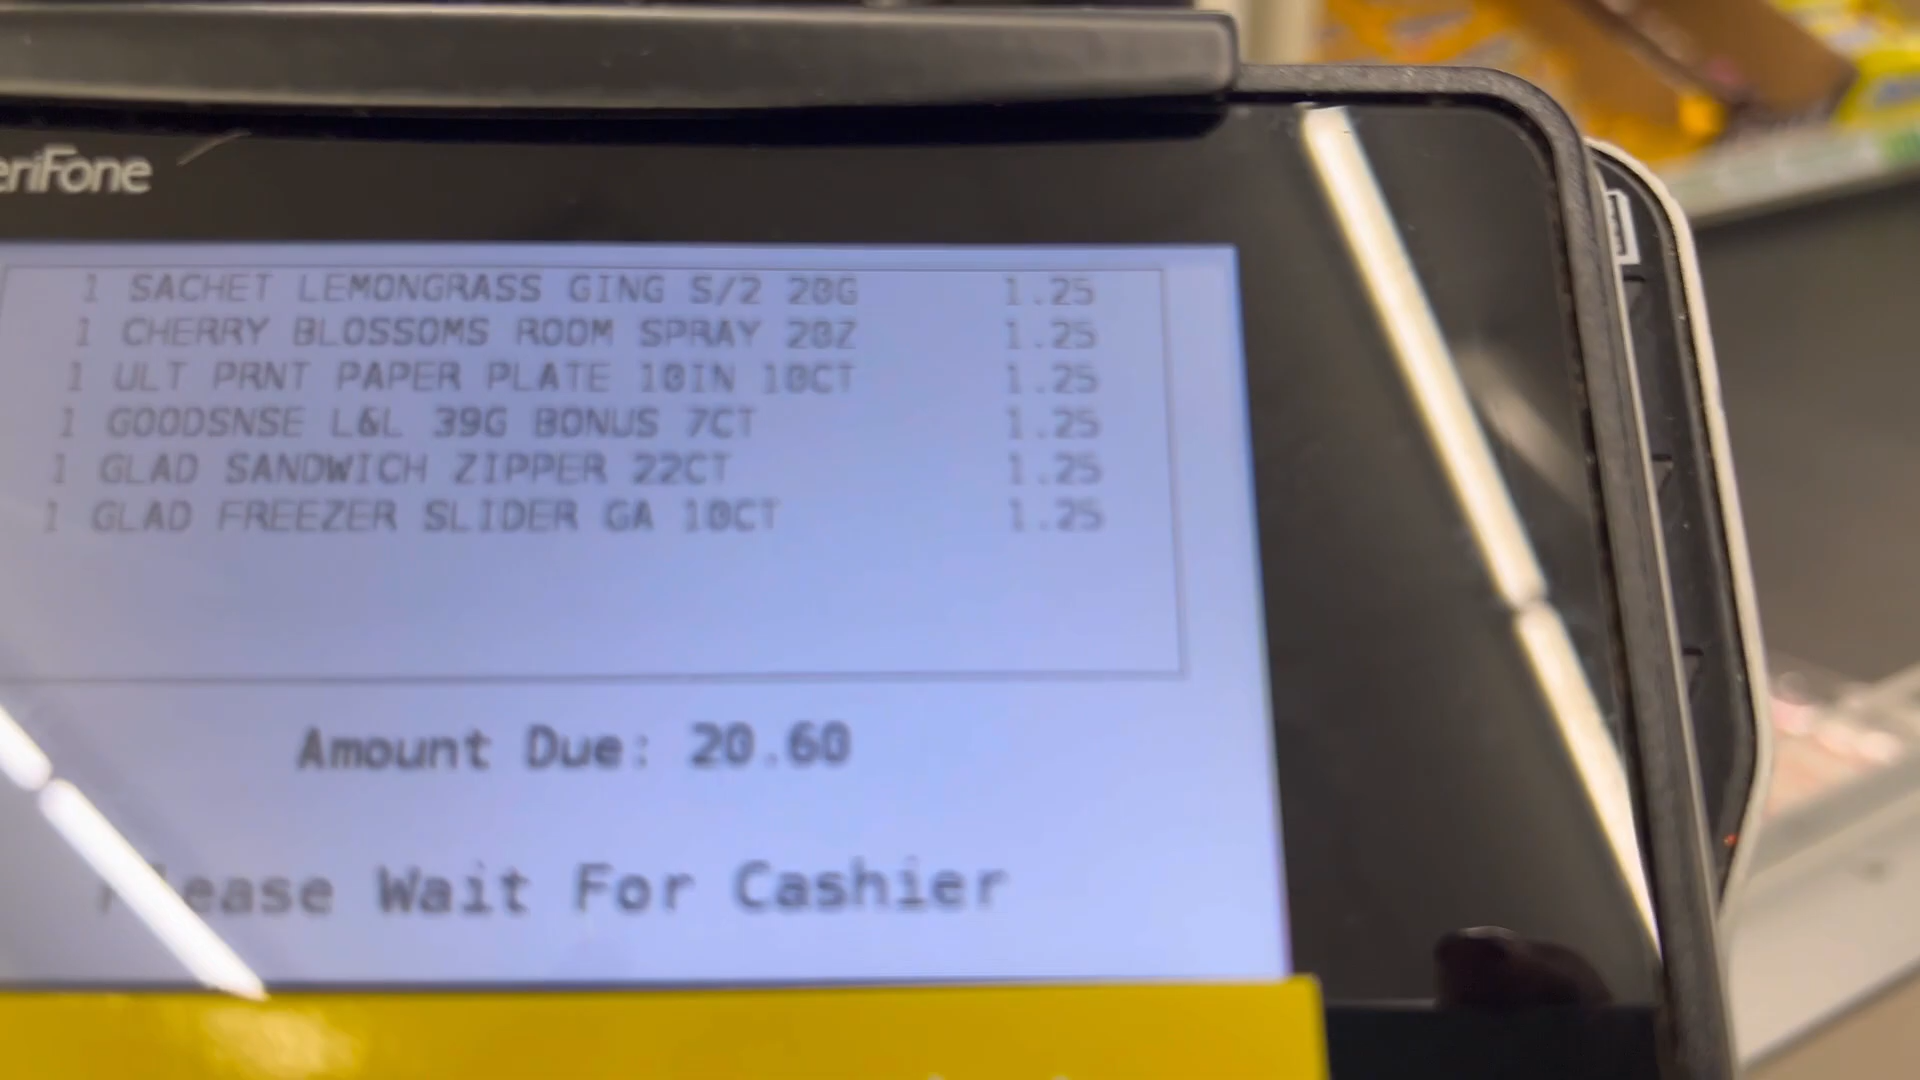 eriFone
1 SACHET LEMONGRASS GING S/2 20G 1.25
1 CHERRY BLOSSOMS ROOM SPRAY 2OZ 1.25
1 ULT PRNT PAPER PLATE 10IN 10CT 1.25
1 GOODSNSE L&L 39G BONUS 7CT 1.25
1 GLAD SANDWICH ZIPPER 22CT 1.25
1 GLAD FREEZER SLIDER GA 10CT 1.25
Amount Due: 20.60
Please Wait For Cashier